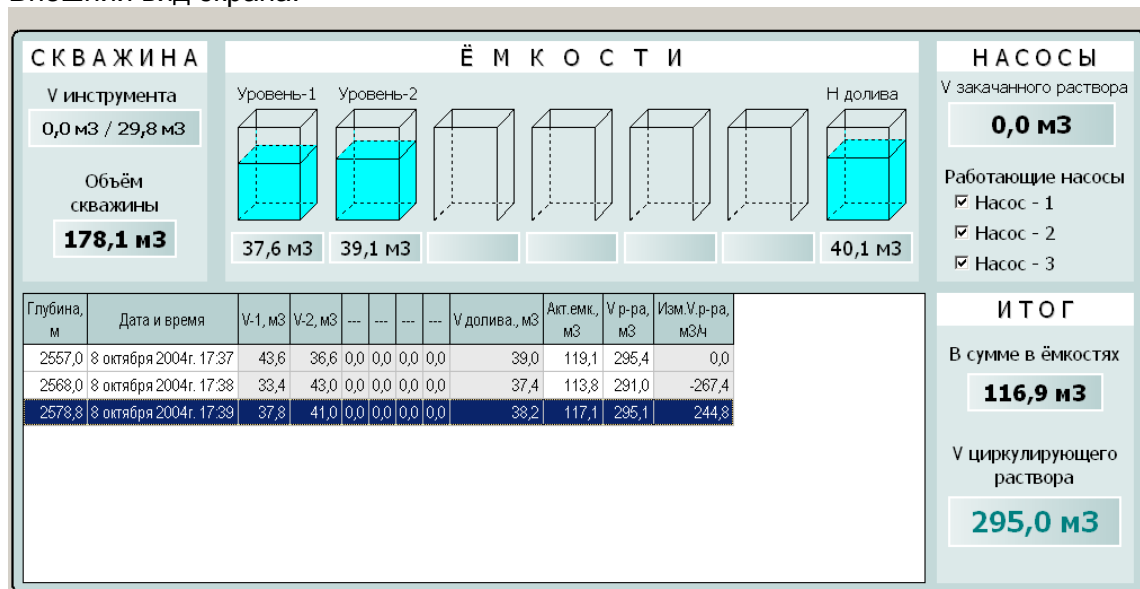 СКВАЖИНА
V инструмента
0,0 м3 / 29,8 м3
Объём
скважины
178,1 м3
ЁМКОСТИ
Уровень-1 Уровень-2 Н долива
37,6 м3 39,1 м3 40,1 м3
НАСОСЫ
V закачанного раствора
0,0 м3
Работающие насосы
Насос - 1
Насос - 2
Насос - 3
Глубина, м Дата и время V-1, м3 V-2, м3 --- --- --- --- V долива., м3 Акт.емк., м3 V р-ра, м3 Изм.V.р-ра, м3/ч
2557,0 8 октября 2004г. 17:37 43,6 36,6 0,0 0,0 0,0 0,0 39,0 119,1 295,4 0,0
2568,0 8 октября 2004г. 17:38 33,4 43,0 0,0 0,0 0,0 0,0 37,4 113,8 291,0 -267,4
2578,8 8 октября 2004г. 17:39 37,8 41,0 0,0 0,0 0,0 0,0 38,2 117,1 295,1 244,8
ИТОГ
В сумме в ёмкостях
116,9 м3
V циркулирующего
раствора
295,0 м3